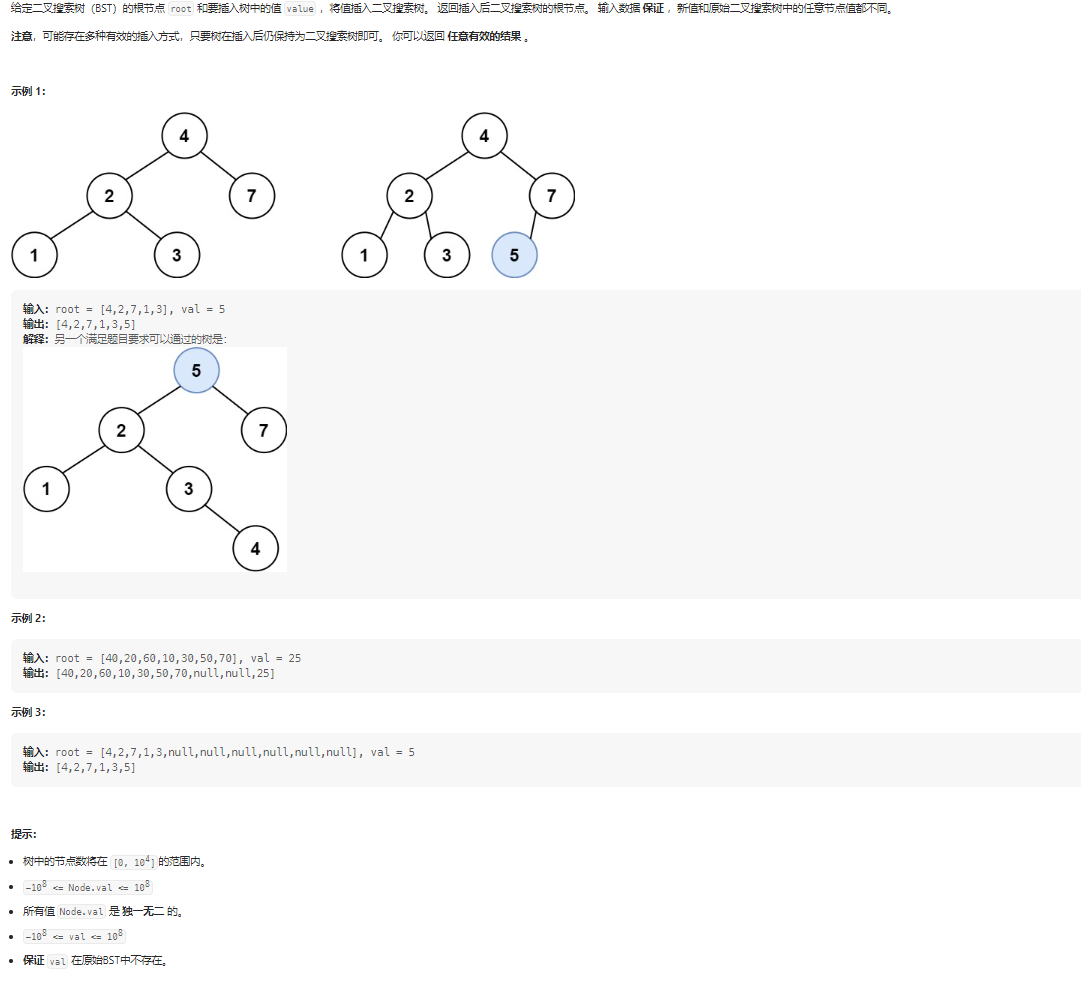 给定二叉搜索树（BST）的根节点 root 和要插入树中的值 value ，将值插入二叉搜索树。 返回插入后二叉搜索树的根节点。 输入数据 保证 ，新值和原始二叉搜索树中的任意节点值都不同。
注意，可能存在多种有效的插入方式，只要树在插入后仍保持为二叉搜索树即可。 你可以返回 任意有效的结果 。
示例 1：
4 4
2 7 2 7
1 3 1 3 5
输入：root = [4,2,7,1,3], val = 5
输出：[4,2,7,1,3,5]
解释：另一个满足题目要求可以通过的树是：
5
2 7
1 3
4
示例 2：
输入：root = [40,20,60,10,30,50,70], val = 25
输出：[40,20,60,10,30,50,70,null,null,25]
示例 3：
输入：root = [4,2,7,1,3,null,null,null,null,null,null], val = 5
输出：[4,2,7,1,3,5]
提示：
树中的节点数将在 [0, 10⁴] 的范围内。
-10⁸ <= Node.val <= 10⁸
所有值 Node.val 是 独一无二 的。
-10⁸ <= val <= 10⁸
保证 val 在原始BST中不存在。